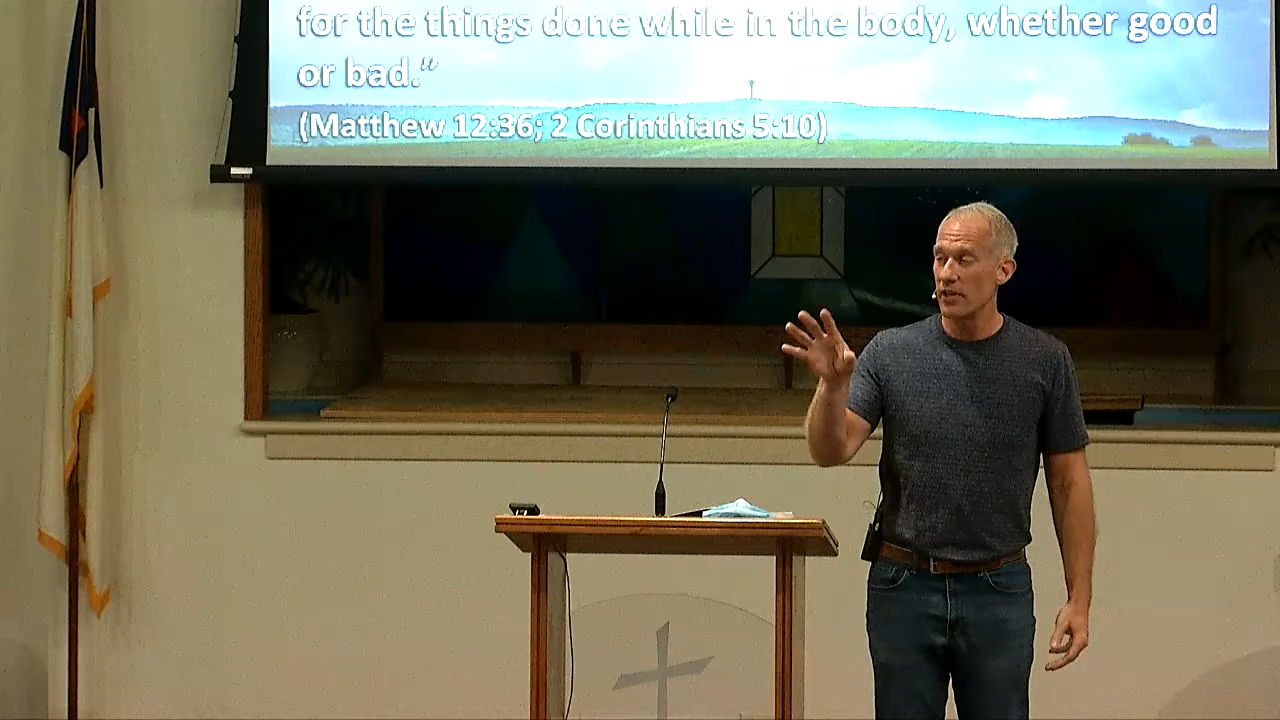 for the things done while in the body, whether good
or bad.”
(Matthew 12:36; 2 Corinthians 5:10)